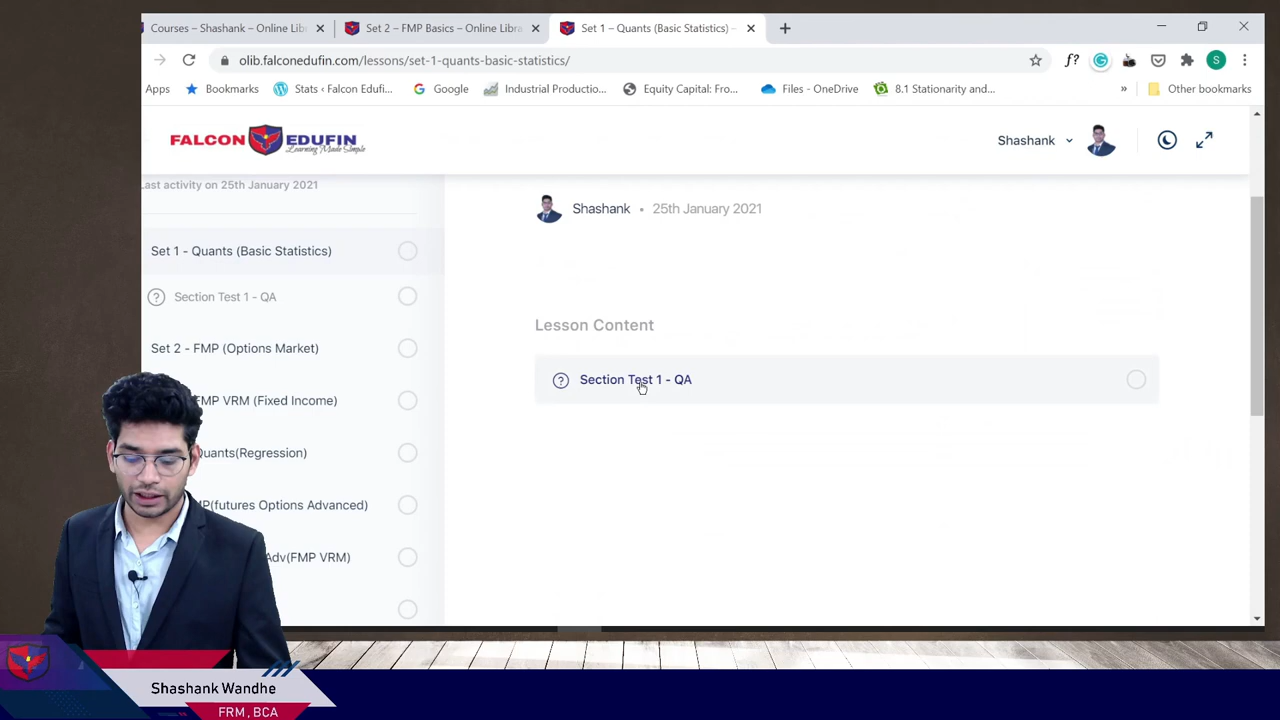 Courses – Shashank – Online Lib
Set 2 – FMP Basics – Online Libra
Set 1 – Quants (Basic Statistics) –
olib.falconedufin.com/lessons/set-1-quants-basic-statistics/
Apps
Bookmarks
Stats ‹ Falcon Edufi...
Google
Industrial Productio...
Equity Capital: Fro...
Files - OneDrive
8.1 Stationarity and...
»
Other bookmarks
FALCON EDUFIN
Learning Made Simple
Shashank
Last activity on 25th January 2021
Shashank • 25th January 2021
Set 1 - Quants (Basic Statistics)
Section Test 1 - QA
Set 2 - FMP (Options Market)
FMP VRM (Fixed Income)
Quants(Regression)
MP(futures Options Advanced)
Adv(FMP VRM)
Lesson Content
Section Test 1 - QA
Shashank Wandhe
FRM, BCA